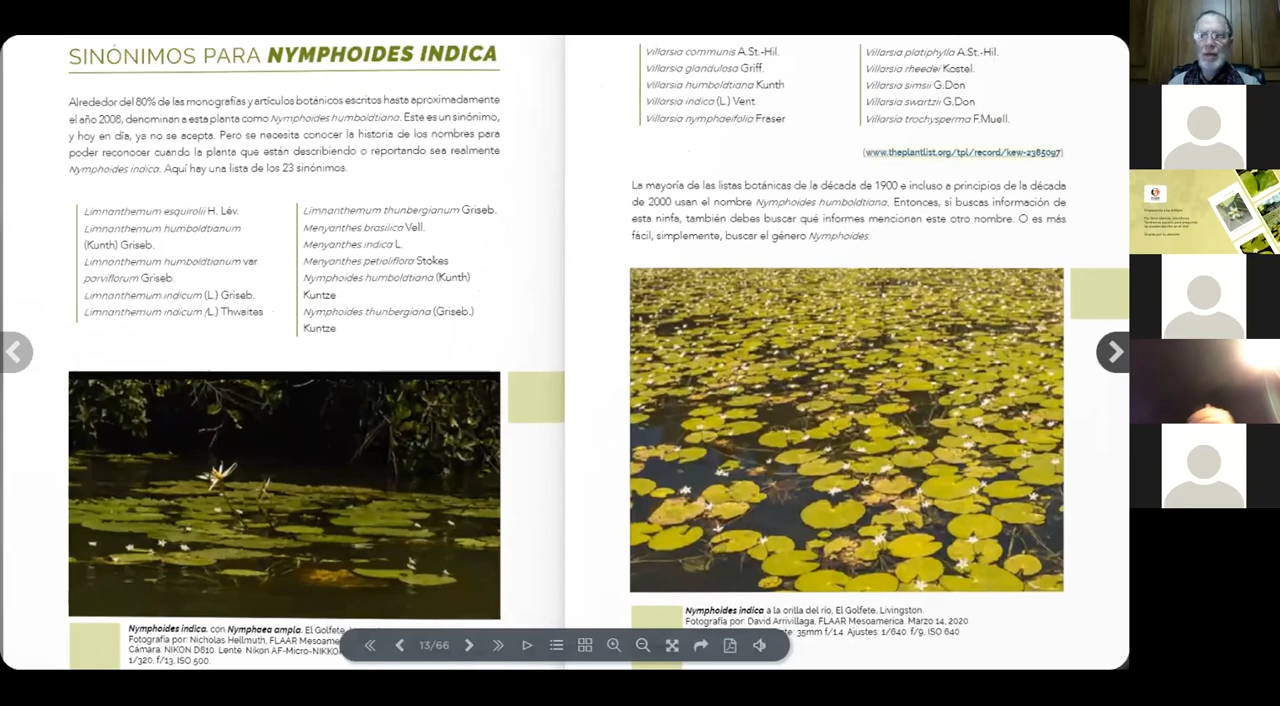 SINÓNIMOS PARA NYMPHOIDES INDICA
Alrededor del 80% de las monografías y artículos botánicos escritos hasta aproximadamente
el año 2008, denominan a esta planta como Nymphoides humboldtiana. Este es un sinónimo,
y hoy en día, ya no se acepta. Pero se necesita conocer la historia de los nombres para
poder reconocer cuando la planta que están describiendo o reportando sea realmente
Nymphoides indica. Aquí hay una lista de los 23 sinónimos.
Limnanthemum esquirolii H. Lév.
Limnanthemum humboldtianum
(Kunth) Griseb.
Limnanthemum humboldtianum var
parviflorum Griseb.
Limnanthemum indicum (L.) Griseb.
Limnanthemum indicum (L.) Thwaites
Limnanthemum thunbergianum Griseb.
Menyanthes brasilica Vell.
Menyanthes indica L.
Menyanthes petioliflora Stokes
Nymphoides humboldtiana (Kunth)
Kuntze
Nymphoides thunbergiana (Griseb.)
Kuntze
Nymphoides indica. con Nymphaea ampla. El Golfete,
Fotografía por: Nicholas Hellmuth, FLAAR Mesoame
Cámara: NIKON D810. Lente: Nikon AF-Micro-NIKKO
1/320, f/13, ISO 500.
Villarsia communis A.St.-Hil.
Villarsia glandulosa Griff.
Villarsia humboldtiana Kunth
Villarsia indica (L.) Vent.
Villarsia nymphaeifolia Fraser
Villarsia platiphylla A.St.-Hil.
Villarsia rheedei Kostel.
Villarsia simsii G.Don
Villarsia swartzii G.Don
Villarsia trachysperma F.Muell.
(www.theplantlist.org/tpl/record/kew-2385097)
La mayoría de las listas botánicas de la década de 1900 e incluso a principios de la década
de 2000 usan el nombre Nymphoides humboldtiana. Entonces, si buscas información de
esta ninfa, también debes buscar qué informes mencionan este otro nombre. O es más
fácil, simplemente, buscar el género Nymphoides.
Nymphoides indica a la orilla del río, El Golfete. Livingston.
Fotografía por: David Arrivillaga, FLAAR Mesoamerica. Marzo 14, 2020
te: 35mm f/1.4. Ajustes: 1/640. f/9, ISO 640
13/66